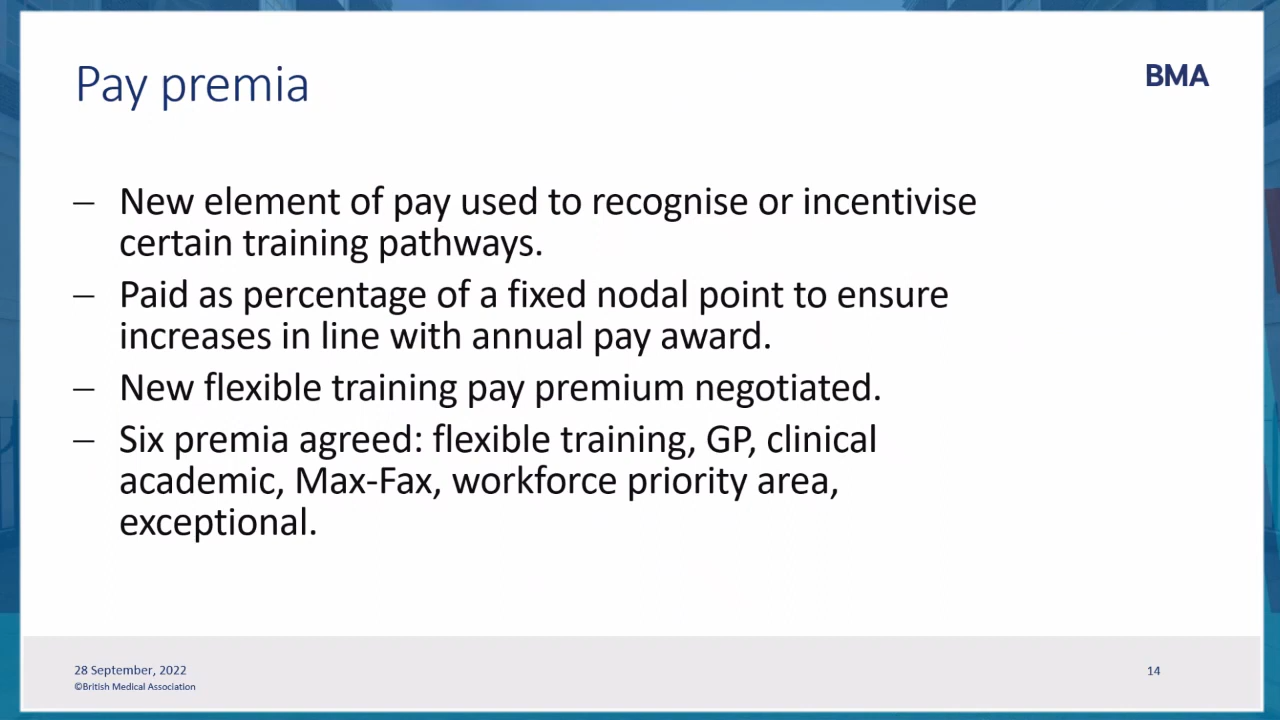 Pay premia
BMA
– New element of pay used to recognise or incentivise
certain training pathways.
– Paid as percentage of a fixed nodal point to ensure
increases in line with annual pay award.
– New flexible training pay premium negotiated.
– Six premia agreed: flexible training, GP, clinical
academic, Max-Fax, workforce priority area,
exceptional.
28 September, 2022
14
©British Medical Association